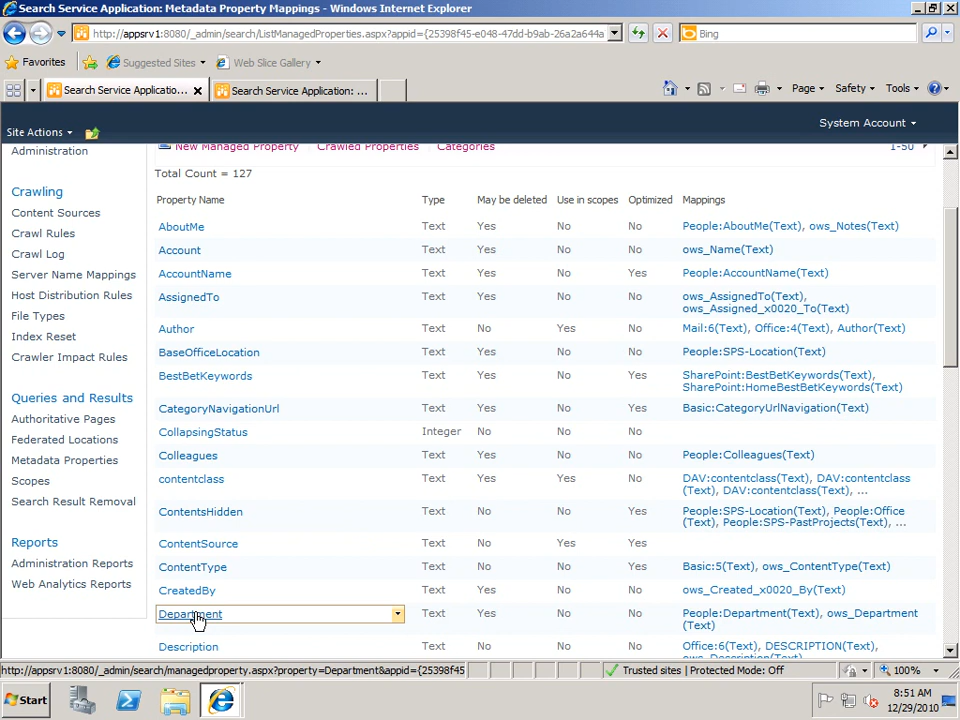 Search Service Application: Metadata Property Mappings - Windows Internet Explorer
http://appsrv1:8080/_admin/search/ListManagedProperties.aspx?appid={25398f45-e048-47dd-b9ab-26a2a644a
Bing
Favorites
Suggested Sites
Web Slice Gallery
Search Service Applicatio...
Search Service Application: ...
Page
Safety
Tools
Site Actions
System Account
Administration
New Managed Property
Crawled Properties
Categories
1-50
Total Count = 127
Property Name Type May be deleted Use in scopes Optimized Mappings
AboutMe Text Yes No No People:AboutMe(Text), ows_Notes(Text)
Account Text Yes No No ows_Name(Text)
AccountName Text Yes No Yes People:AccountName(Text)
AssignedTo Text Yes No No ows_AssignedTo(Text),
ows_Assigned_x0020_To(Text)
Author Text No Yes No Mail:6(Text), Office:4(Text), Author(Text)
BaseOfficeLocation Text Yes No No People:SPS-Location(Text)
BestBetKeywords Text Yes No Yes SharePoint:BestBetKeywords(Text),
SharePoint:HomeBestBetKeywords(Text)
CategoryNavigationUrl Text Yes No Yes Basic:CategoryUrlNavigation(Text)
CollapsingStatus Integer No No No
Colleagues Text Yes No No People:Colleagues(Text)
contentclass Text Yes Yes No DAV:contentclass(Text), DAV:contentclass
(Text), DAV:contentclass(Text), ...
ContentsHidden Text No No Yes People:SPS-Location(Text), People:Office
(Text), People:SPS-PastProjects(Text), ...
ContentSource Text No Yes Yes
ContentType Text No No Yes Basic:5(Text), ows_ContentType(Text)
CreatedBy Text Yes No No ows_Created_x0020_By(Text)
Department Text Yes No No People:Department(Text), ows_Department
(Text)
Description Text No No No Office:6(Text), DESCRIPTION(Text),
Crawling
Content Sources
Crawl Rules
Crawl Log
Server Name Mappings
Host Distribution Rules
File Types
Index Reset
Crawler Impact Rules
Queries and Results
Authoritative Pages
Federated Locations
Metadata Properties
Scopes
Search Result Removal
Reports
Administration Reports
Web Analytics Reports
http://appsrv1:8080/_admin/search/managedproperty.aspx?property=Department&appid={25398f45
Trusted sites | Protected Mode: Off
100%
Start
8:51 AM
12/29/2010